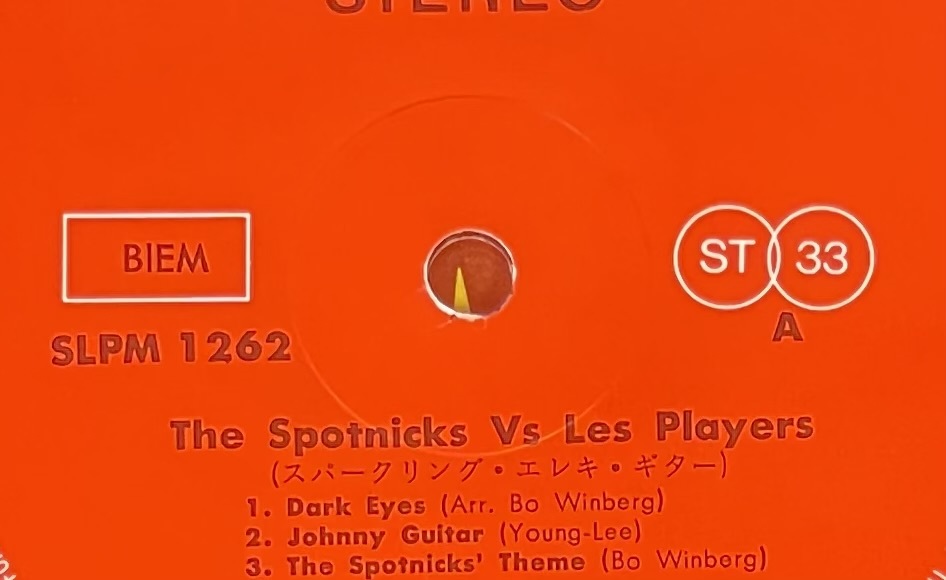 STEREO
BIEM
ST 33
A
SLPM 1262
The Spotnicks Vs Les Players
(スパークリング・エレキ・ギター)
1. Dark Eyes (Arr. Bo Winberg)
2. Johnny Guitar (Young-Lee)
3. The Spotnicks' Theme (Bo Winberg)